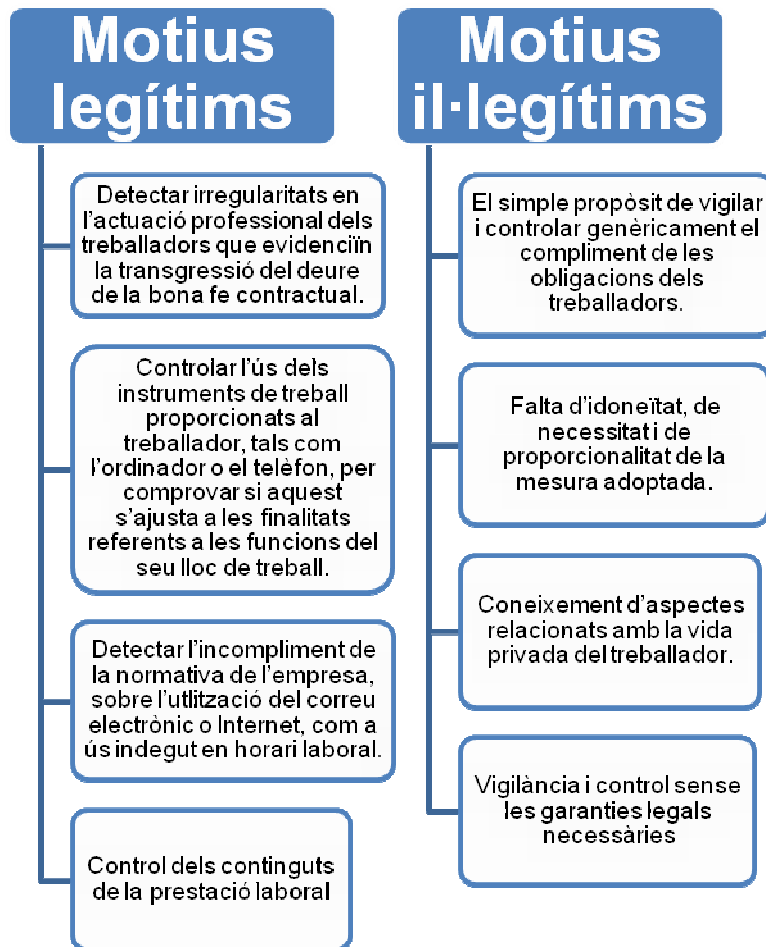 Motius
legítims
Detectar irregularitats en
l'actuació professional dels
treballadors que evidenciïn
la transgressió del deure
de la bona fe contractual.
Controlar l'ús dels
instruments de treball
proporcionats al
treballador, tals com
l'ordinador o el telèfon, per
comprovar si aquest
s'ajusta a les finalitats
referents a les funcions del
seu lloc de treball.
Detectar l'incompliment de
la normativa de l'empresa,
sobre l'utlització del correu
electrònic o Internet, com a
ús indegut en horari laboral.
Control dels continguts
de la prestació laboral
Motius
il·legítims
El simple propòsit de vigilar
i controlar genèricament el
compliment de les
obligacions dels
treballadors.
Falta d'idoneïtat, de
necessitat i de
proporcionalitat de la
mesura adoptada.
Coneixement d'aspectes
relacionats amb la vida
privada del treballador.
Vigilància i control sense
les garanties legals
necessàries